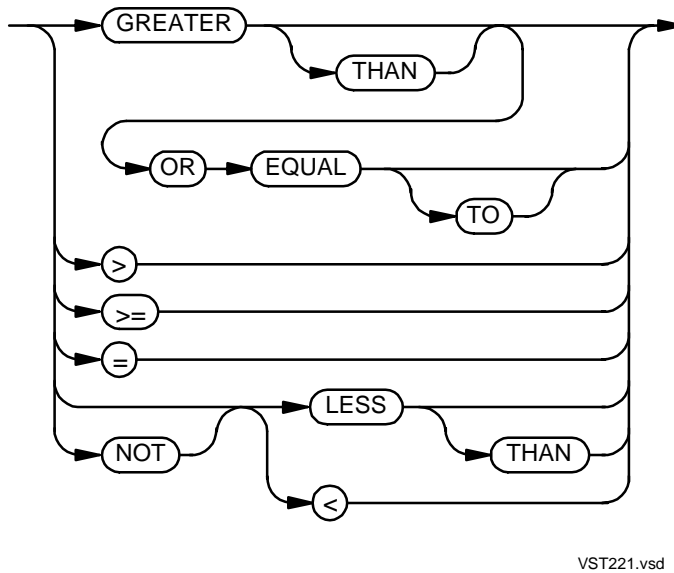 GREATER
THAN
OR EQUAL
TO
>
>=
=
LESS
NOT THAN
<
VST221.vsd